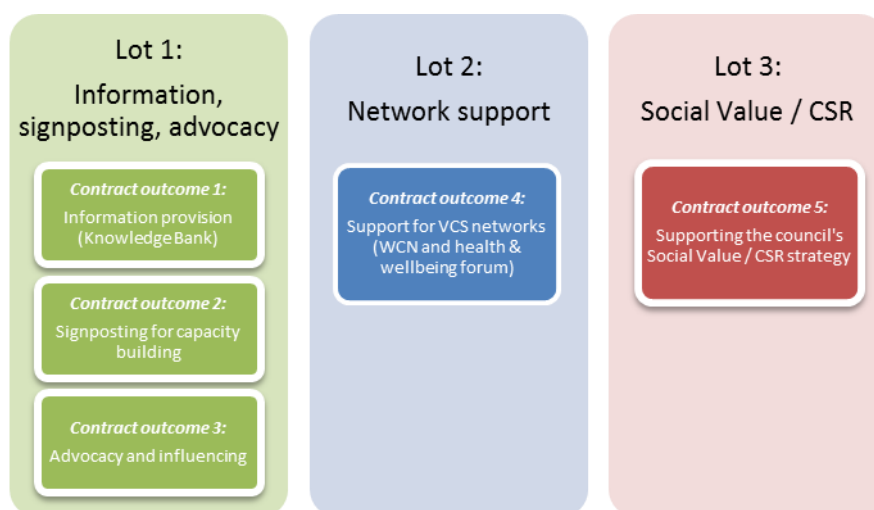 Lot 1:
Information,
signposting, advocacy
Contract outcome 1:
Information provision
(Knowledge Bank)
Contract outcome 2:
Signposting for capacity
building
Contract outcome 3:
Advocacy and influencing
Lot 2:
Network support
Contract outcome 4:
Support for VCS networks
(WCN and health &
wellbeing forum)
Lot 3:
Social Value / CSR
Contract outcome 5:
Supporting the council's
Social Value / CSR strategy